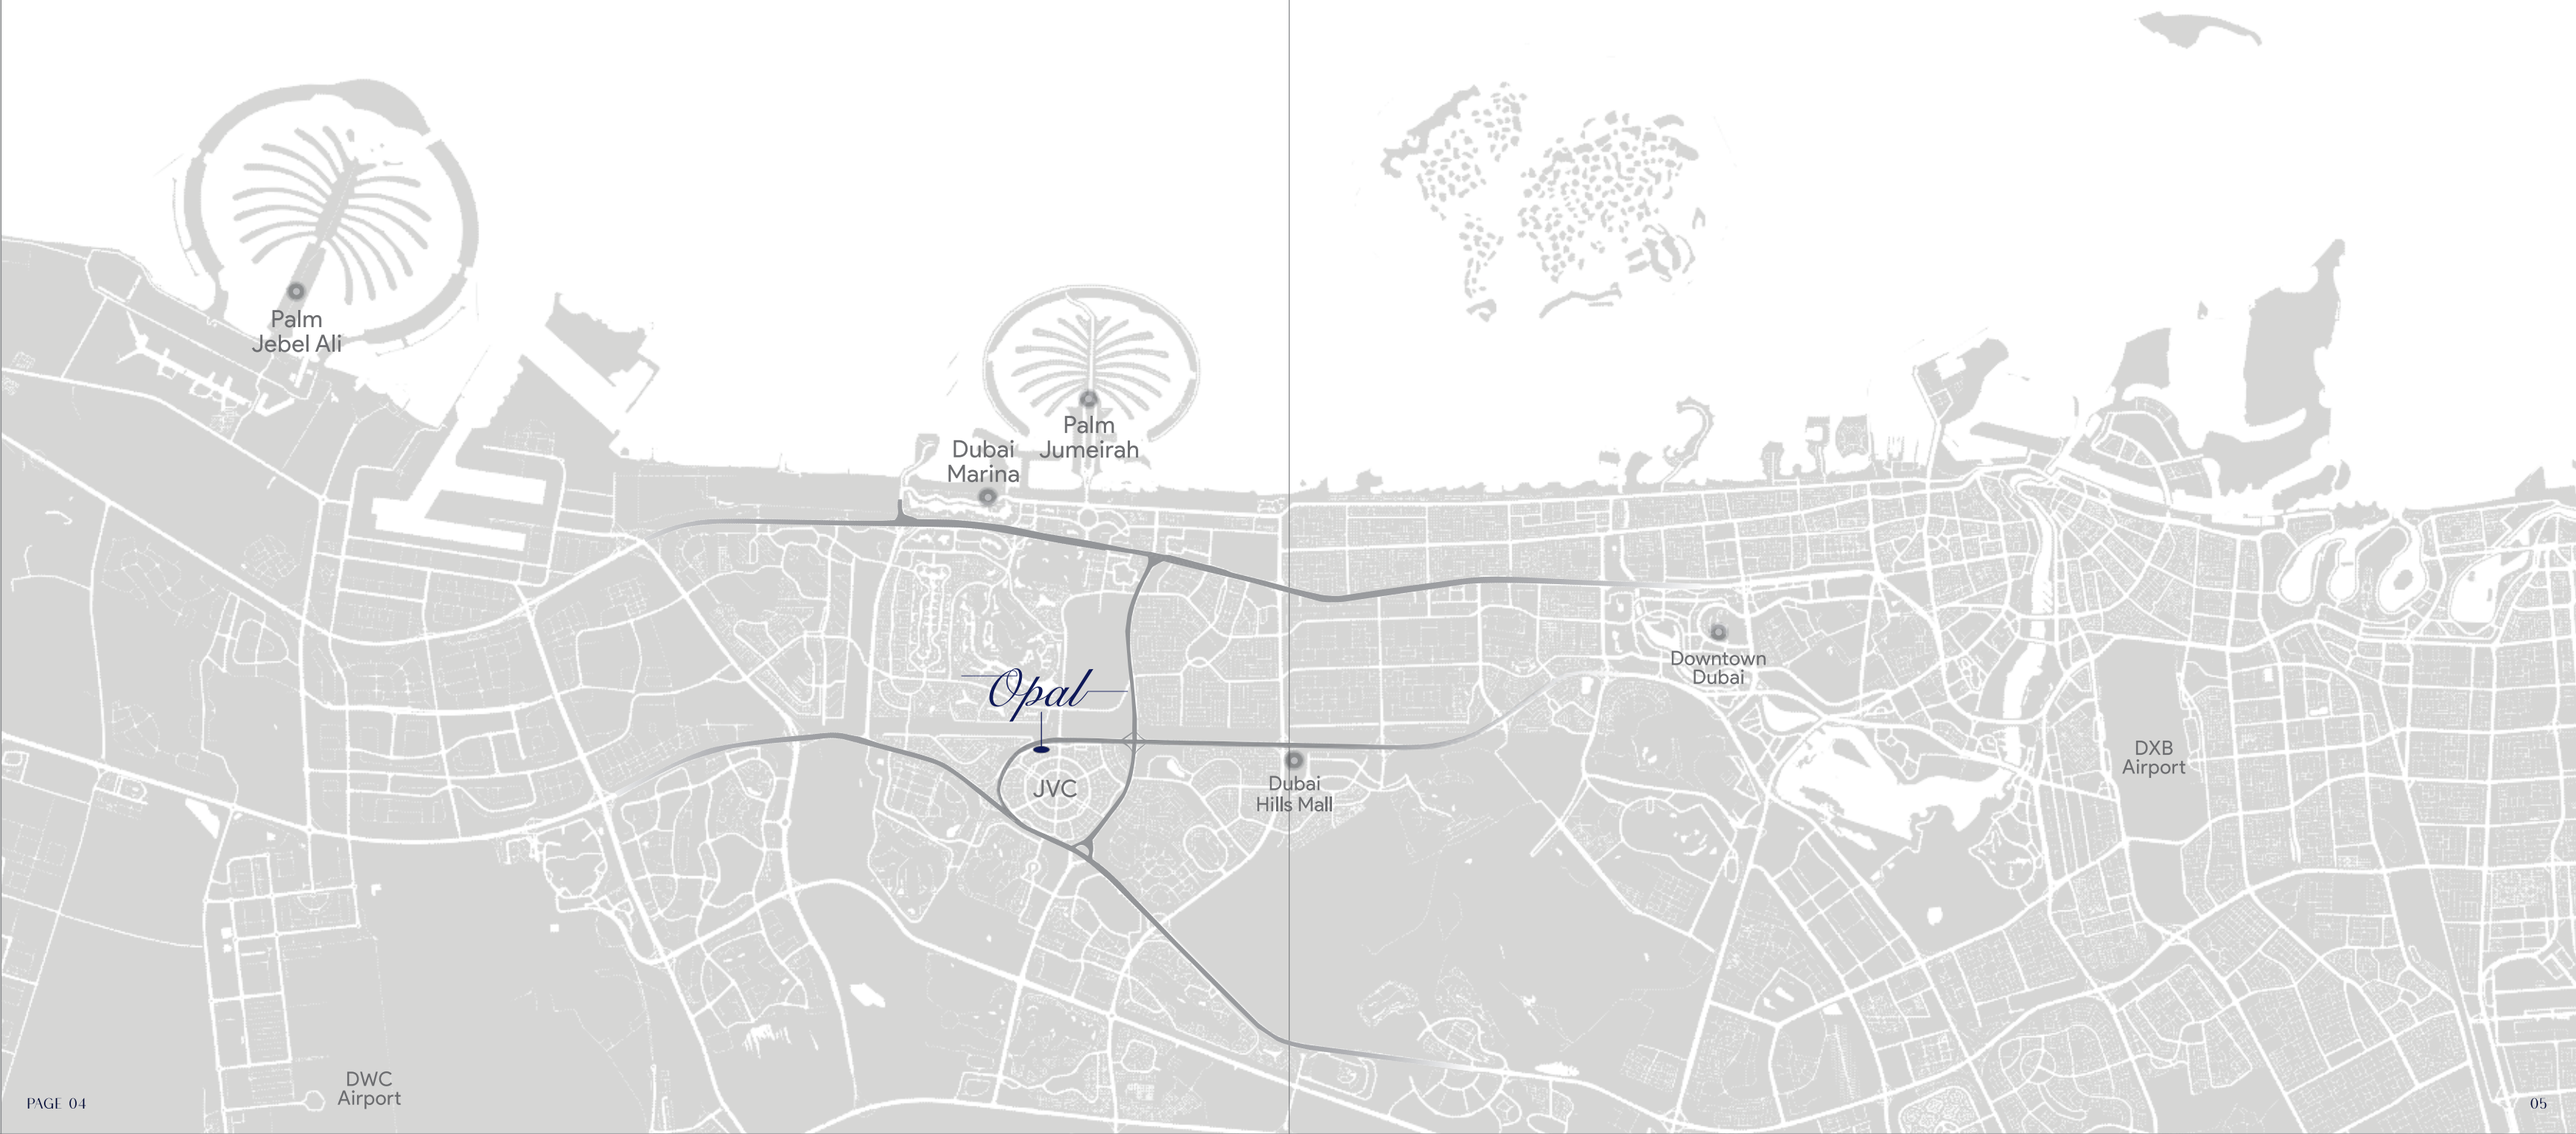 Palm
Jebel Ali
Palm
Jumeirah
Dubai
Marina
Downtown
Dubai
Opal
JVC
Dubai
Hills Mall
DXB
Airport
DWC
Airport
PAGE 04
05